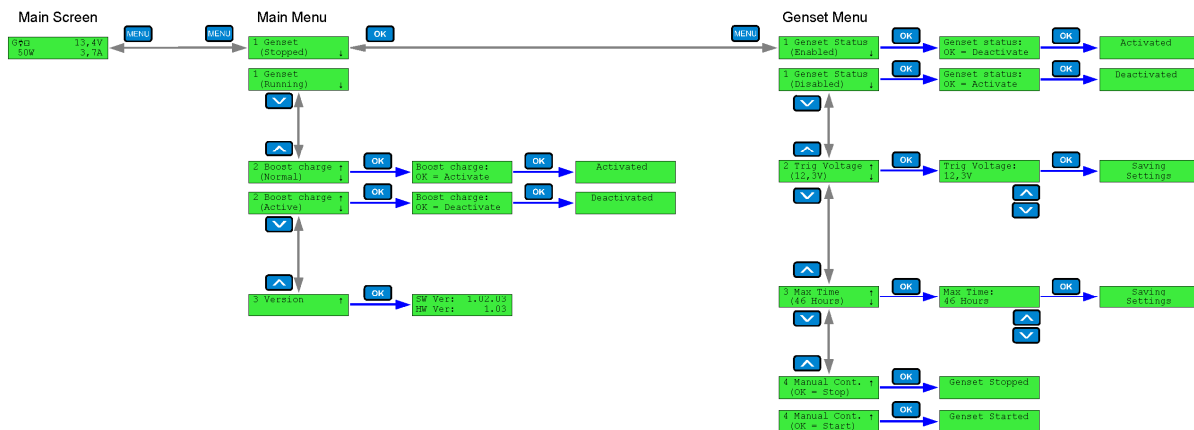 Main Screen
Main Menu
Genset Menu
MENU
MENU
OK
MENU
13,4V
50W 3,7A
1 Genset
(Stopped) ↓
1 Genset Status
(Enabled) ↓
OK
Genset status:
OK = Deactivate
OK
Activated
1 Genset
(Running) ↓
1 Genset Status
(Disabled) ↓
OK
Genset status:
OK = Activate
OK
Deactivated
2 Boost charge ↑
(Normal) ↓
OK
Boost charge:
OK = Activate
OK
Activated
2 Trig Voltage ↑
(12,3V) ↓
OK
Trig Voltage:
12,3V
OK
Saving
Settings
2 Boost charge ↑
(Active) ↓
OK
Boost charge:
OK = Deactivate
OK
Deactivated
3 Version ↑
OK
SW Ver: 1.02.03
HW Ver: 1.03
3 Max Time ↑
(46 Hours) ↓
OK
Max Time:
46 Hours
OK
Saving
Settings
4 Manual Cont. ↑
(OK = Stop)
OK
Genset Stopped
4 Manual Cont. ↑
(OK = Start)
OK
Genset Started